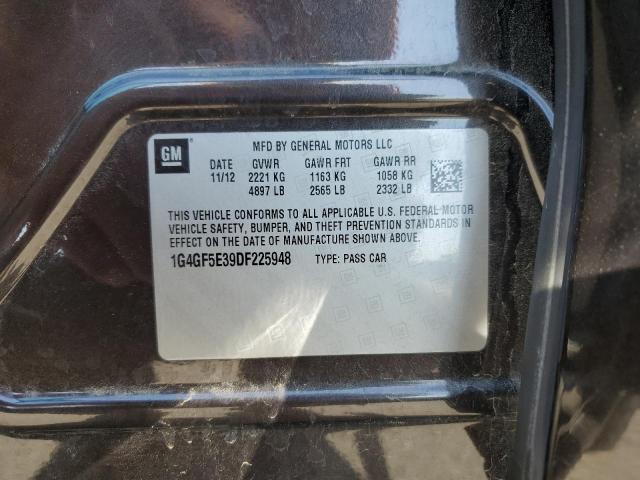 GM
MFD BY GENERAL MOTORS LLC
DATE GVWR GAWR FRT GAWR RR
11/12 2221 KG 1163 KG 1058 KG
4897 LB 2565 LB 2332 LB
THIS VEHICLE CONFORMS TO ALL APPLICABLE U.S. FEDERAL MOTOR
VEHICLE SAFETY, BUMPER, AND THEFT PREVENTION STANDARDS IN
EFFECT ON THE DATE OF MANUFACTURE SHOWN ABOVE.
1G4GF5E39DF225948 TYPE: PASS CAR